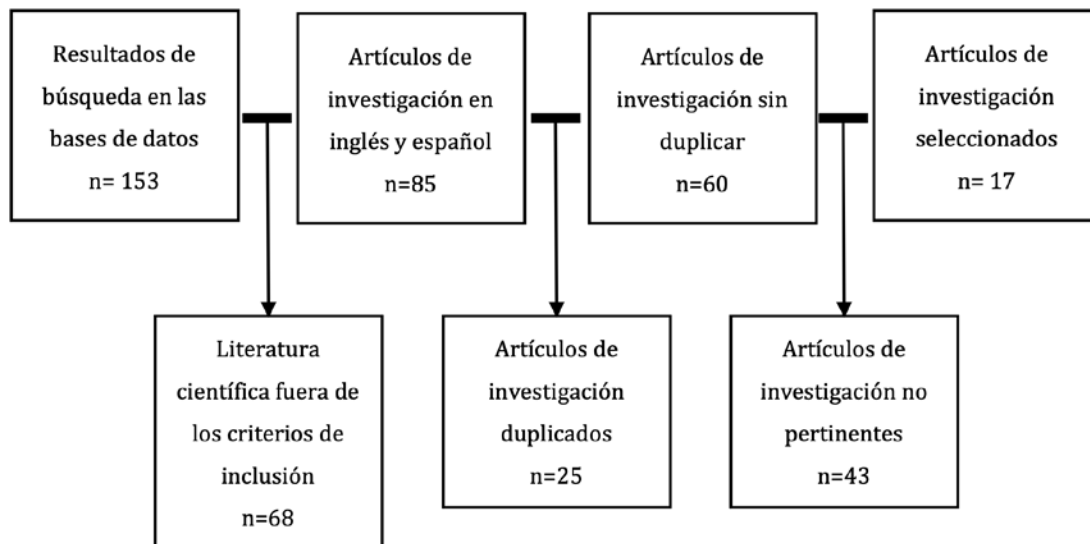 Resultados de
búsqueda en las
bases de datos
n= 153
Artículos de
investigación en
inglés y español
n=85
Artículos de
investigación sin
duplicar
n=60
Artículos de
investigación
seleccionados
n= 17
Literatura
científica fuera de
los criterios de
inclusión
n=68
Artículos de
investigación
duplicados
n=25
Artículos de
investigación no
pertinentes
n=43